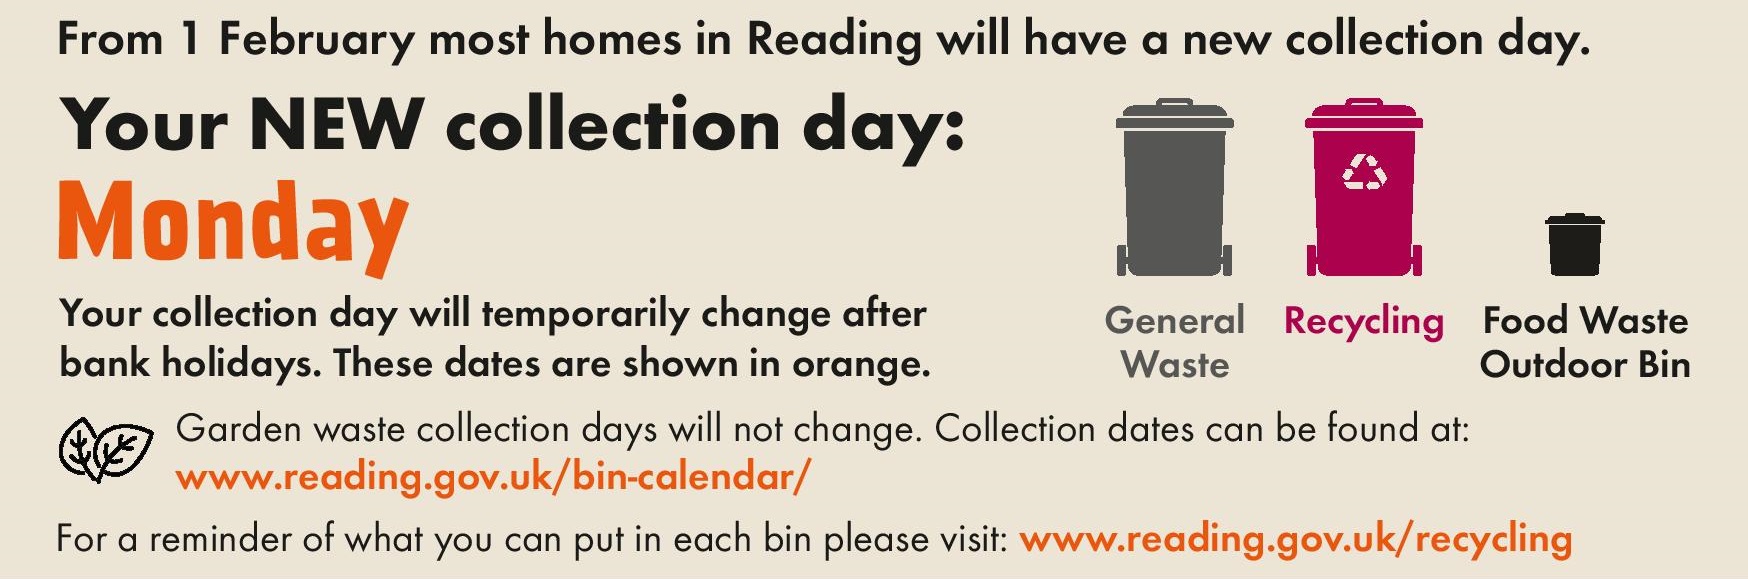 From 1 February most homes in Reading will have a new collection day.
Your NEW collection day:
Monday
Your collection day will temporarily change after
bank holidays. These dates are shown in orange.
General
Waste
Recycling
Food Waste
Outdoor Bin
Garden waste collection days will not change. Collection dates can be found at:
www.reading.gov.uk/bin-calendar/
For a reminder of what you can put in each bin please visit: www.reading.gov.uk/recycling